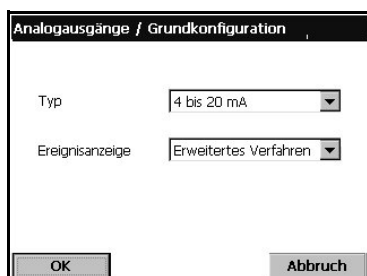 Analogausgänge / Grundkonfiguration
Typ 4 bis 20 mA
Ereignisanzeige Erweitertes Verfahren
OK Abbruch